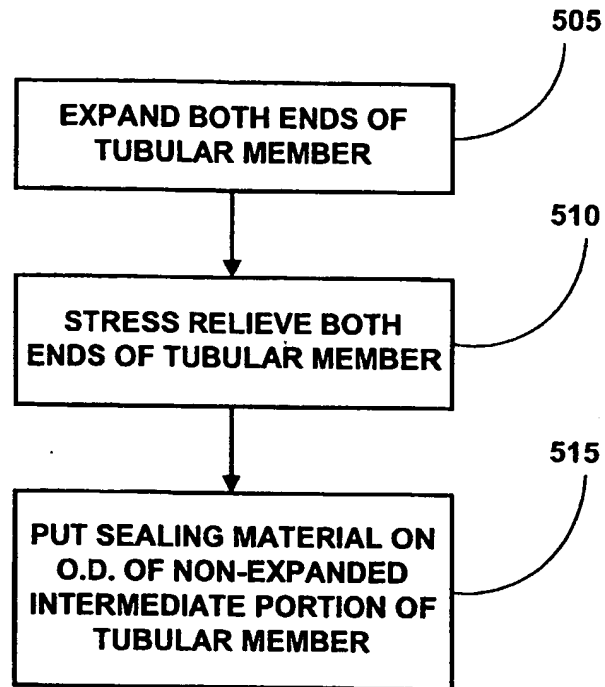 505
EXPAND BOTH ENDS OF
TUBULAR MEMBER
510
STRESS RELIEVE BOTH
ENDS OF TUBULAR MEMBER
515
PUT SEALING MATERIAL ON
O.D. OF NON-EXPANDED
INTERMEDIATE PORTION OF
TUBULAR MEMBER